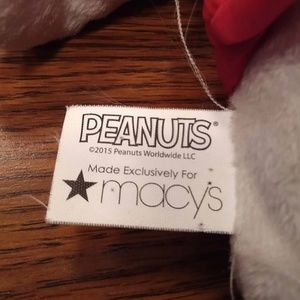 PEANUTS®
©2015 Peanuts Worldwide LLC
Made Exclusively For
★macy's